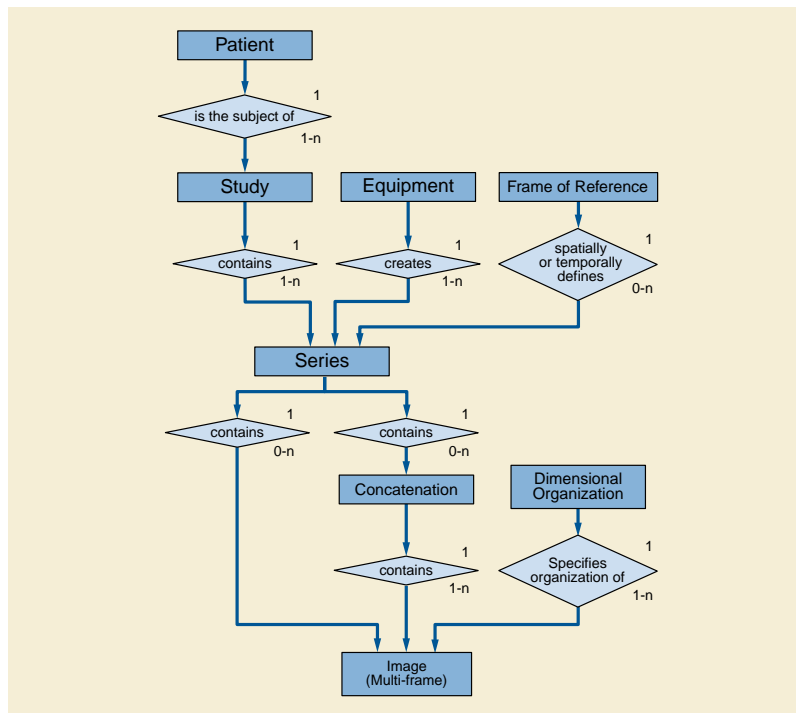 Patient
1
is the subject of
1-n
Study
Equipment
Frame of Reference
1
contains
1-n
1
creates
1-n
1
spatially
or temporally
defines
0-n
Series
1
contains
0-n
1
contains
0-n
Concatenation
Dimensional
Organization
1
contains
1-n
1
Specifies
organization of
1-n
Image
(Multi-frame)